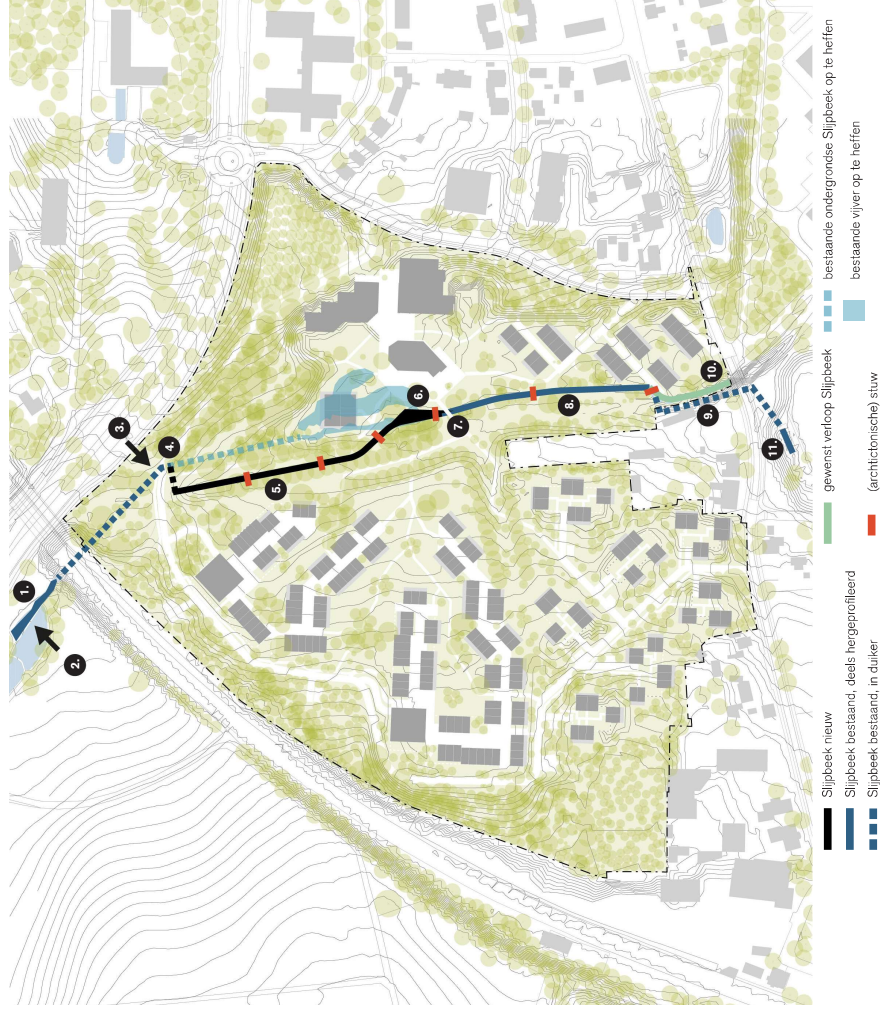 1.
2.
3.
4.
5.
6.
7.
8.
9.
10.
11.
Slijpbeek nieuw
Slijpbeek bestaand, deels hergeprofileerd
Slijpbeek bestaand, in duiker
gewenst verloop Slijpbeek
(archtictonische) stuw
bestaande ondergrondse Slijpbeek op te heffen
bestaande vijver op te heffen